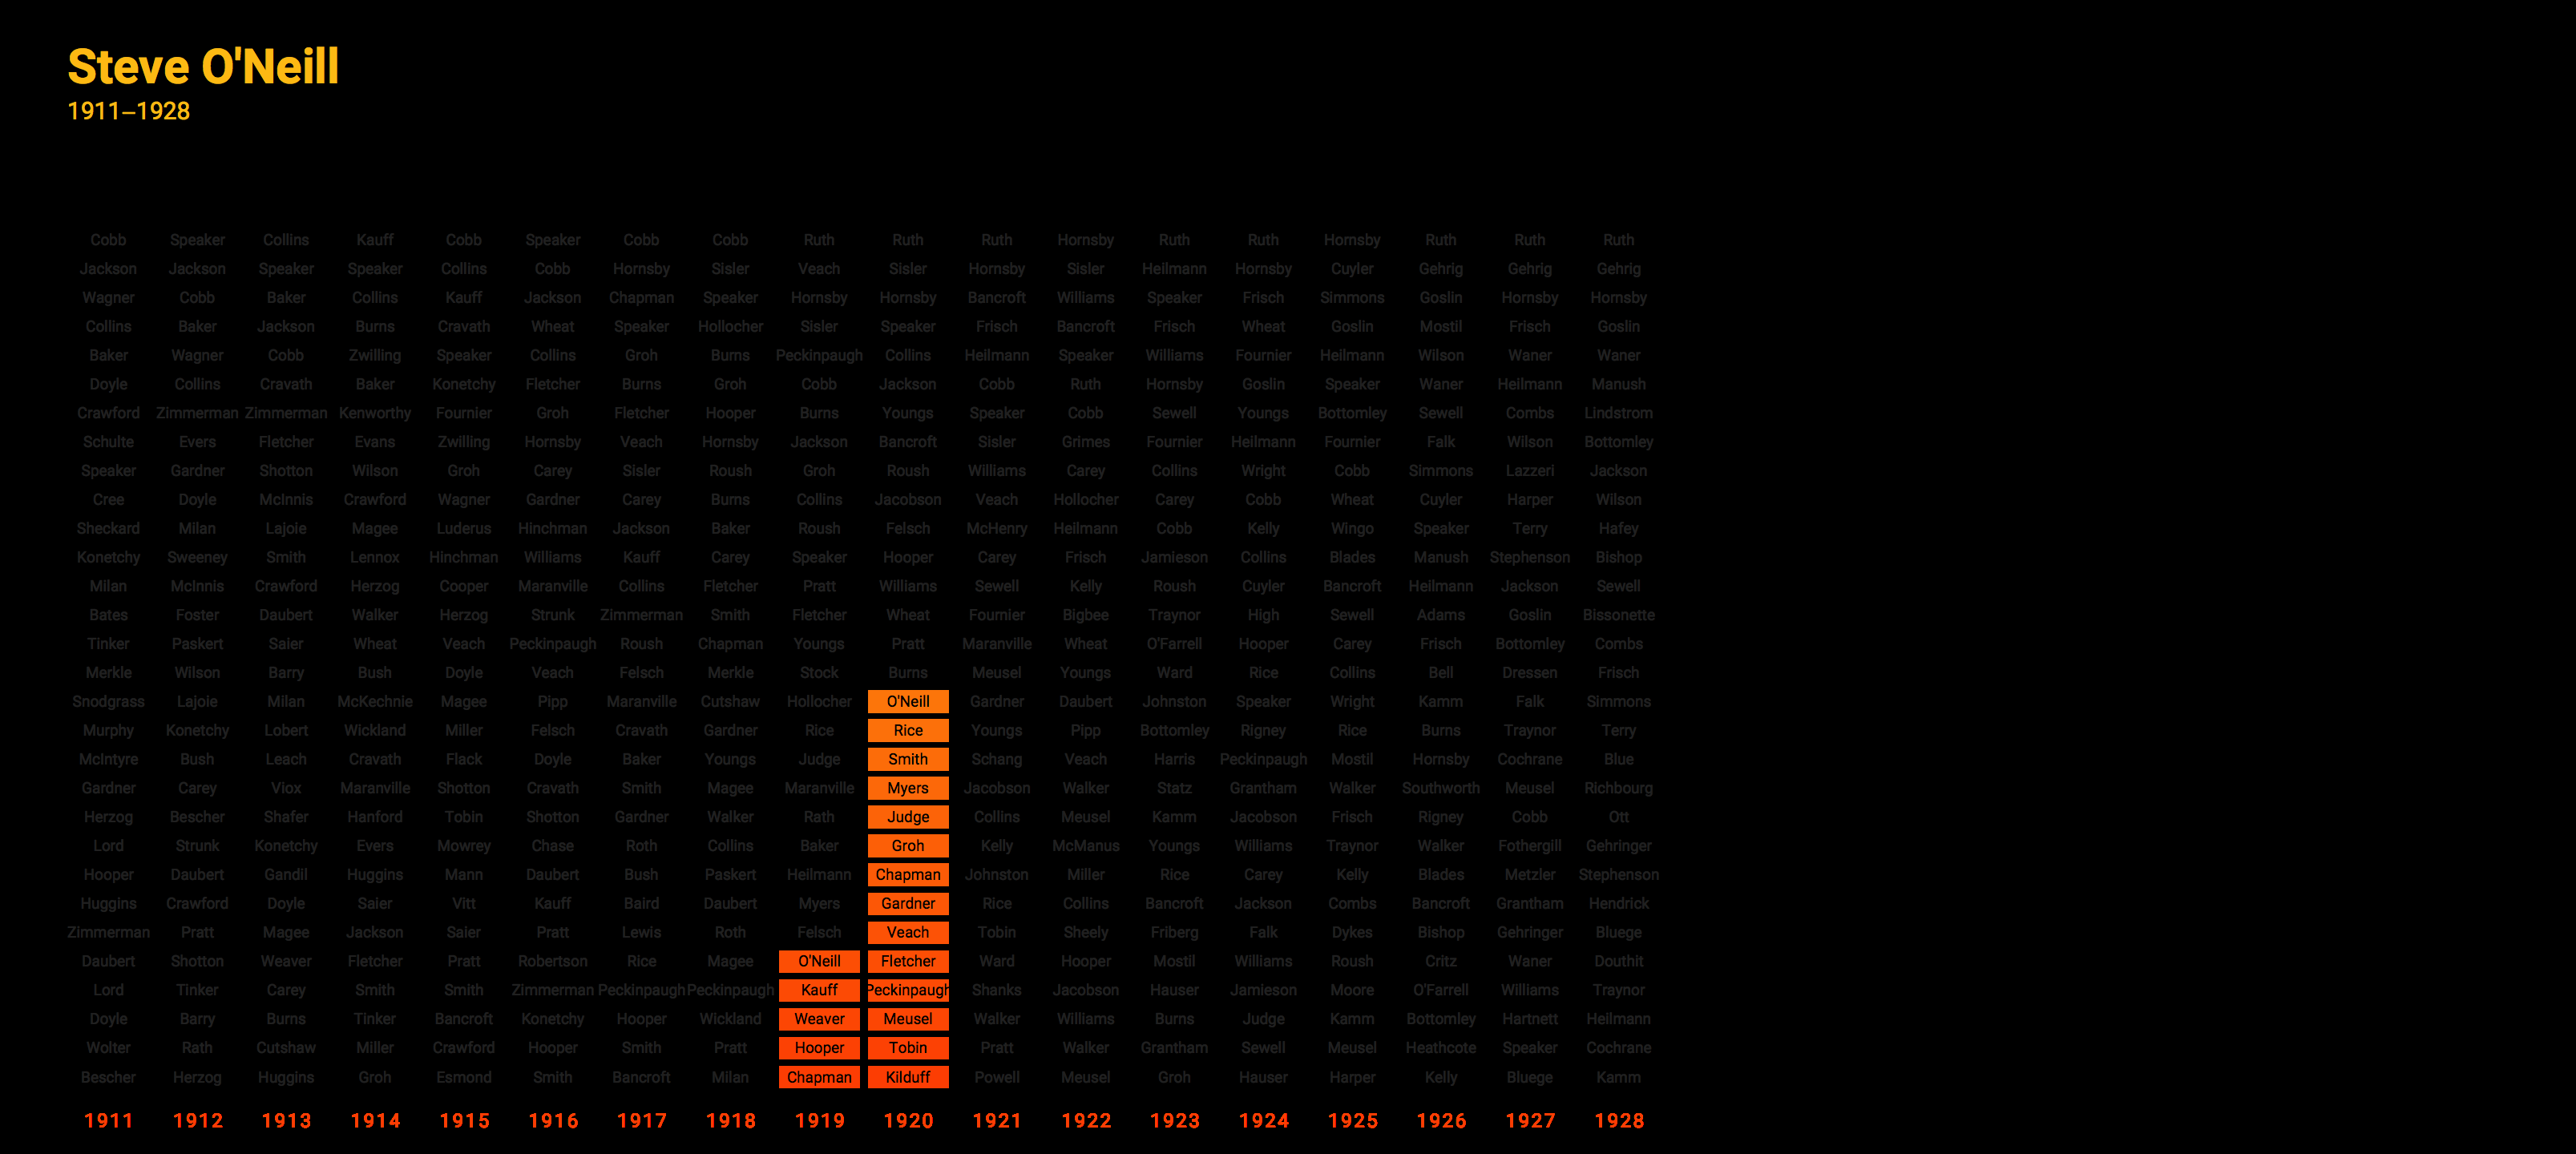 Steve O'Neill
1911–1928
Cobb Speaker Collins Kauff Cobb Speaker Cobb Cobb Ruth Ruth Ruth Hornsby Ruth Ruth Hornsby Ruth Ruth Ruth
Jackson Jackson Speaker Speaker Collins Cobb Hornsby Sisler Veach Sisler Hornsby Sisler Heilmann Hornsby Cuyler Gehrig Gehrig Gehrig
Wagner Cobb Baker Collins Kauff Jackson Chapman Speaker Hornsby Hornsby Bancroft Williams Speaker Frisch Simmons Goslin Hornsby Hornsby
Collins Baker Jackson Burns Cravath Wheat Speaker Hollocher Sisler Speaker Frisch Bancroft Frisch Wheat Goslin Mostil Frisch Goslin
Baker Wagner Cobb Zwilling Speaker Collins Groh Burns Peckinpaugh Collins Heilmann Speaker Williams Fournier Heilmann Wilson Waner Waner
Doyle Collins Cravath Baker Konetchy Fletcher Burns Groh Cobb Jackson Cobb Ruth Hornsby Goslin Speaker Waner Heilmann Manush
Crawford Zimmerman Zimmerman Kenworthy Fournier Groh Fletcher Hooper Burns Youngs Speaker Cobb Sewell Youngs Bottomley Sewell Combs Lindstrom
Schulte Evers Fletcher Evans Zwilling Hornsby Veach Hornsby Jackson Bancroft Sisler Grimes Fournier Heilmann Fournier Falk Wilson Bottomley
Speaker Gardner Shotton Wilson Groh Carey Sisler Roush Groh Roush Williams Carey Collins Wright Cobb Simmons Lazzeri Jackson
Cree Doyle McInnis Crawford Wagner Gardner Carey Burns Collins Jacobson Veach Hollocher Carey Cobb Wheat Cuyler Harper Wilson
Sheckard Milan Lajoie Magee Luderus Hinchman Jackson Baker Roush Felsch McHenry Heilmann Cobb Kelly Wingo Speaker Terry Hafey
Konetchy Sweeney Smith Lennox Hinchman Williams Kauff Carey Speaker Hooper Carey Frisch Jamieson Collins Blades Manush Stephenson Bishop
Milan McInnis Crawford Herzog Cooper Maranville Collins Fletcher Pratt Williams Sewell Kelly Roush Cuyler Bancroft Heilmann Jackson Sewell
Bates Foster Daubert Walker Herzog Strunk Zimmerman Smith Fletcher Wheat Fournier Bigbee Traynor High Sewell Adams Goslin Bissonette
Tinker Paskert Saier Wheat Veach Peckinpaugh Roush Chapman Youngs Pratt Maranville Wheat O'Farrell Hooper Carey Frisch Bottomley Combs
Merkle Wilson Barry Bush Doyle Veach Felsch Merkle Stock Burns Meusel Youngs Ward Rice Collins Bell Dressen Frisch
Snodgrass Lajoie Milan McKechnie Magee Pipp Maranville Cutshaw Hollocher O'Neill Gardner Daubert Johnston Speaker Wright Kamm Falk Simmons
Murphy Konetchy Lobert Wickland Miller Felsch Cravath Gardner Rice Rice Youngs Pipp Bottomley Rigney Rice Burns Traynor Terry
McIntyre Bush Leach Cravath Flack Doyle Baker Youngs Judge Smith Schang Veach Harris Peckinpaugh Mostil Hornsby Cochrane Blue
Gardner Carey Viox Maranville Shotton Cravath Smith Magee Maranville Myers Jacobson Walker Statz Grantham Walker Southworth Meusel Richbourg
Herzog Bescher Shafer Hanford Tobin Shotton Gardner Walker Rath Judge Collins Meusel Kamm Jacobson Frisch Rigney Cobb Ott
Lord Strunk Konetchy Evers Mowrey Chase Roth Collins Baker Groh Kelly McManus Youngs Williams Traynor Walker Fothergill Gehringer
Hooper Daubert Gandil Huggins Mann Daubert Bush Paskert Heilmann Chapman Johnston Miller Rice Carey Kelly Blades Metzler Stephenson
Huggins Crawford Doyle Saier Vitt Kauff Baird Daubert Myers Gardner Rice Collins Bancroft Jackson Combs Bancroft Grantham Hendrick
Zimmerman Pratt Magee Jackson Saier Pratt Lewis Roth Felsch Veach Tobin Sheely Friberg Falk Dykes Bishop Gehringer Bluege
Daubert Shotton Weaver Fletcher Pratt Robertson Rice Magee O'Neill Fletcher Ward Hooper Mostil Williams Roush Critz Waner Douthit
Lord Tinker Carey Smith Smith Zimmerman Peckinpaugh Peckinpaugh Kauff Peckinpaugh Shanks Jacobson Hauser Jamieson Moore O'Farrell Williams Traynor
Doyle Barry Burns Tinker Bancroft Konetchy Hooper Wickland Weaver Meusel Walker Williams Burns Judge Kamm Bottomley Hartnett Heilmann
Wolter Rath Cutshaw Miller Crawford Hooper Smith Pratt Hooper Tobin Pratt Walker Grantham Sewell Meusel Heathcote Speaker Cochrane
Bescher Herzog Huggins Groh Esmond Smith Bancroft Milan Chapman Kilduff Powell Meusel Groh Hauser Harper Kelly Bluege Kamm
1911 1912 1913 1914 1915 1916 1917 1918 1919 1920 1921 1922 1923 1924 1925 1926 1927 1928